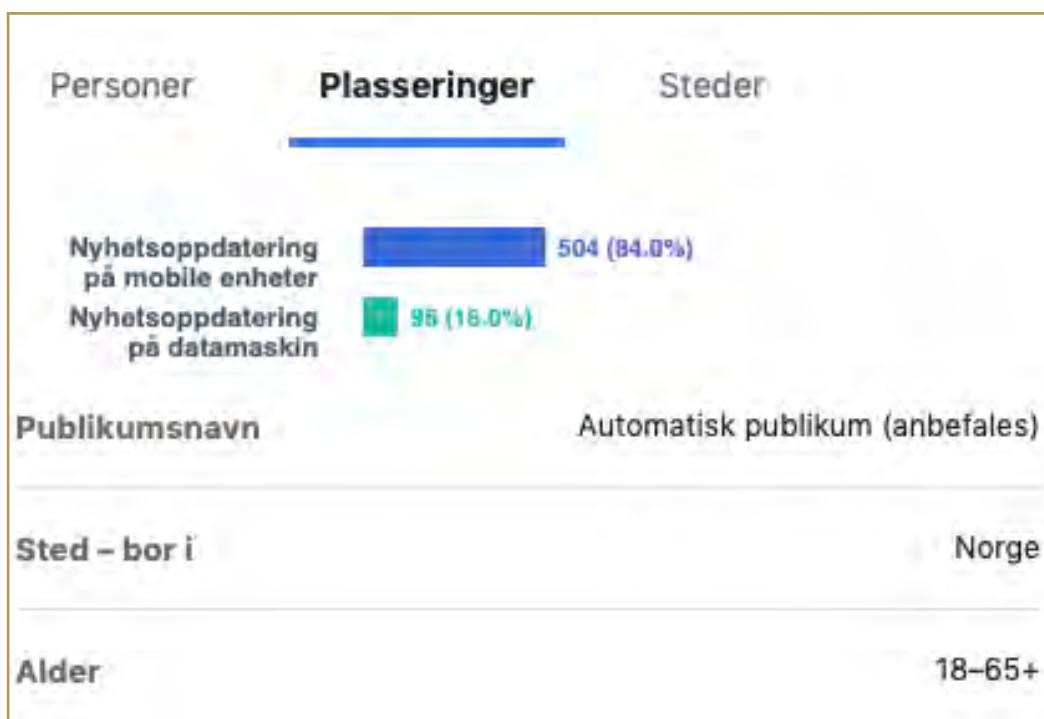 Personer Plasseringer Steder
Nyhetsoppdatering
på mobile enheter
504 (84.0%)
Nyhetsoppdatering
på datamaskin
96 (16.0%)
Publikumsnavn Automatisk publikum (anbefales)
Sted – bor i Norge
Alder 18–65+